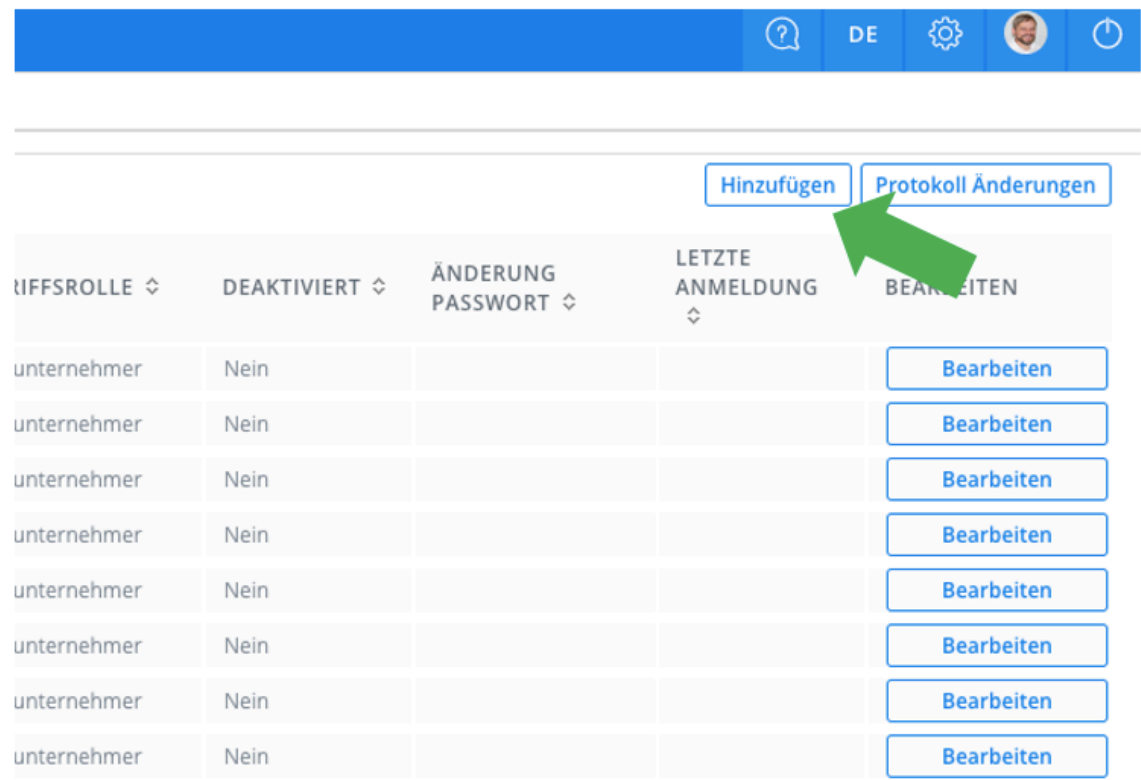 DE
Hinzufügen Protokoll Änderungen
RIFFSROLLE DEAKTIVIERT ÄNDERUNG PASSWORT LETZTE ANMELDUNG BEARBEITEN
unternehmer Nein Bearbeiten
unternehmer Nein Bearbeiten
unternehmer Nein Bearbeiten
unternehmer Nein Bearbeiten
unternehmer Nein Bearbeiten
unternehmer Nein Bearbeiten
unternehmer Nein Bearbeiten
unternehmer Nein Bearbeiten